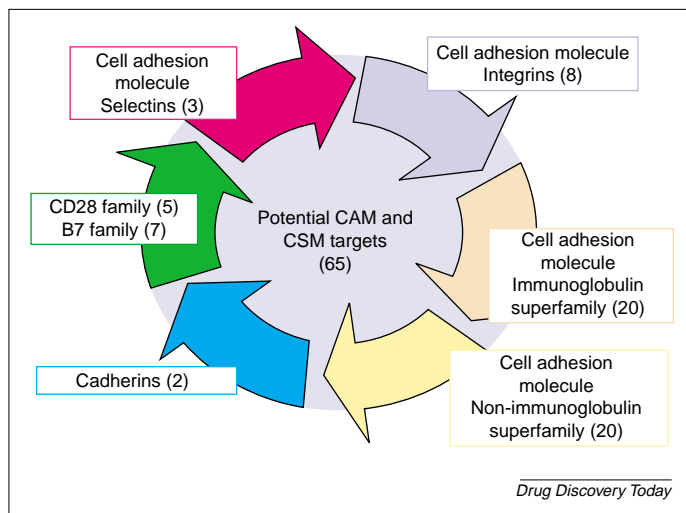 Cell adhesion
molecule
Selectins (3)
Cell adhesion molecule
Integrins (8)
CD28 family (5)
B7 family (7)
Potential CAM and
CSM targets
(65)
Cell adhesion
molecule
Immunoglobulin
superfamily (20)
Cadherins (2)
Cell adhesion
molecule
Non-immunoglobulin
superfamily (20)
Drug Discovery Today